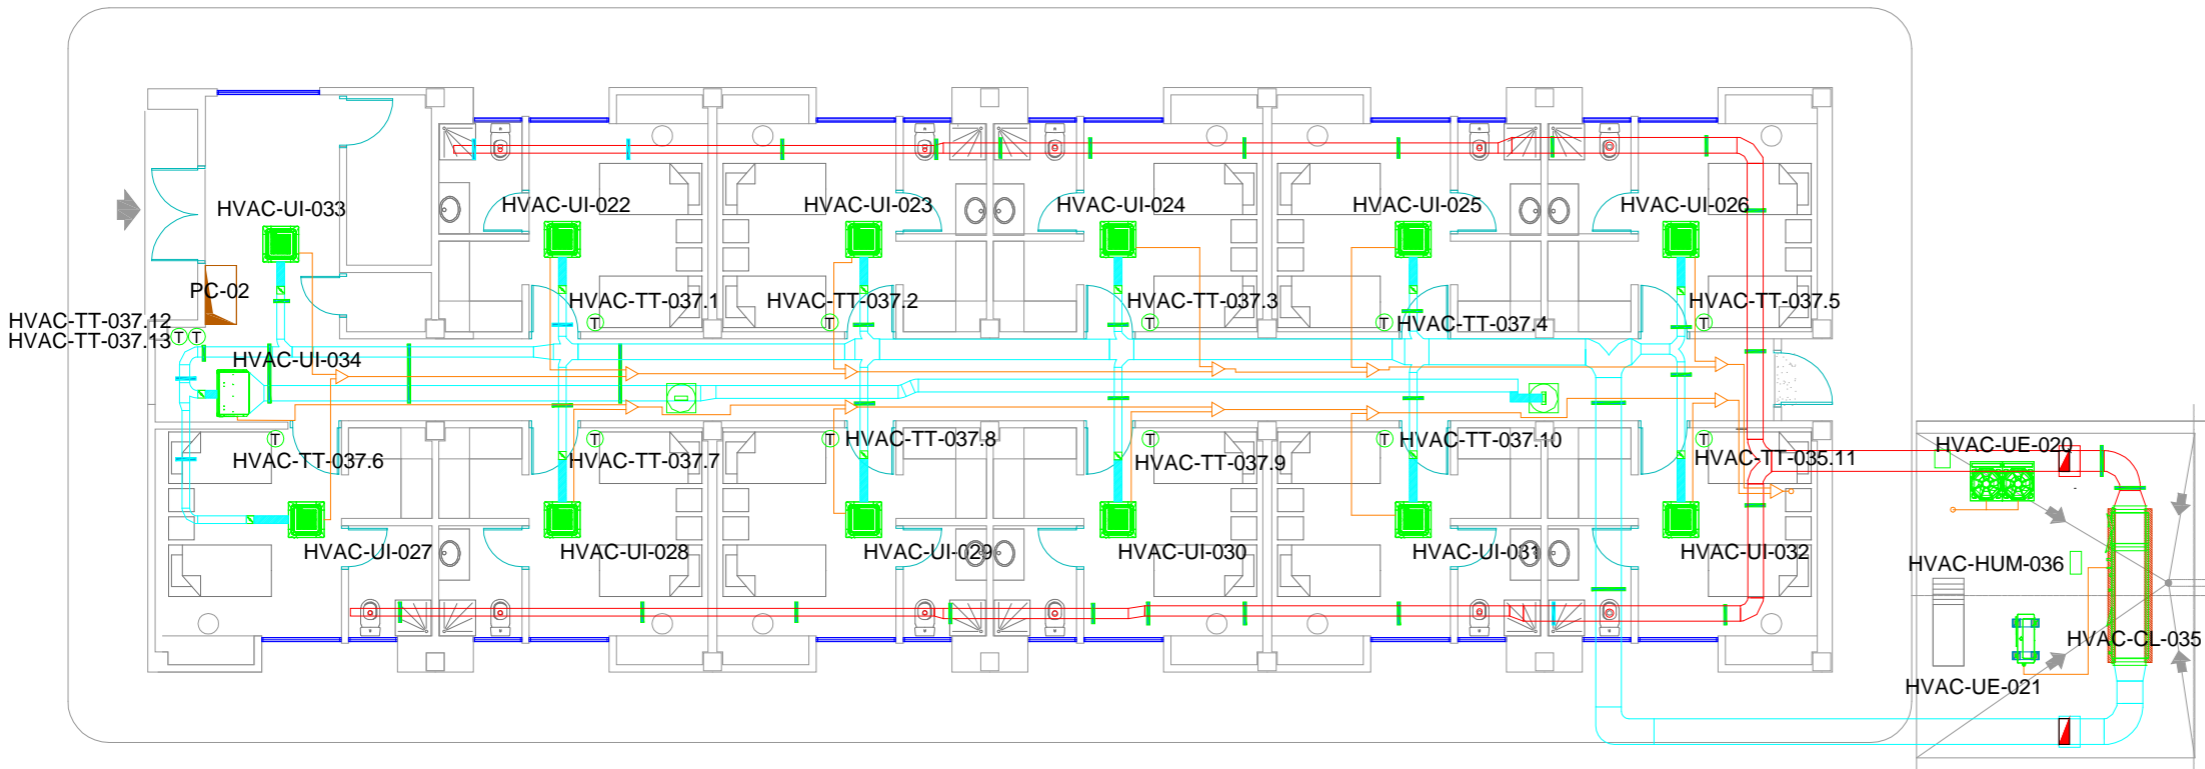 HVAC-UI-033
HVAC-UI-022
HVAC-UI-023
HVAC-UI-024
HVAC-UI-025
HVAC-UI-026
PC-02
HVAC-TT-037.1
HVAC-TT-037.2
HVAC-TT-037.3
HVAC-TT-037.4
HVAC-TT-037.5
HVAC-TT-037.12
HVAC-TT-037.13
T T
T
T
T
T
T
HVAC-UI-034
T
T
T
T
T
T
HVAC-TT-037.6
HVAC-TT-037.7
HVAC-TT-037.8
HVAC-TT-037.9
HVAC-TT-037.10
HVAC-TT-035.11
HVAC-UE-020
HVAC-UI-027
HVAC-UI-028
HVAC-UI-029
HVAC-UI-030
HVAC-UI-031
HVAC-UI-032
HVAC-HUM-036
HVAC-CL-035
HVAC-UE-021